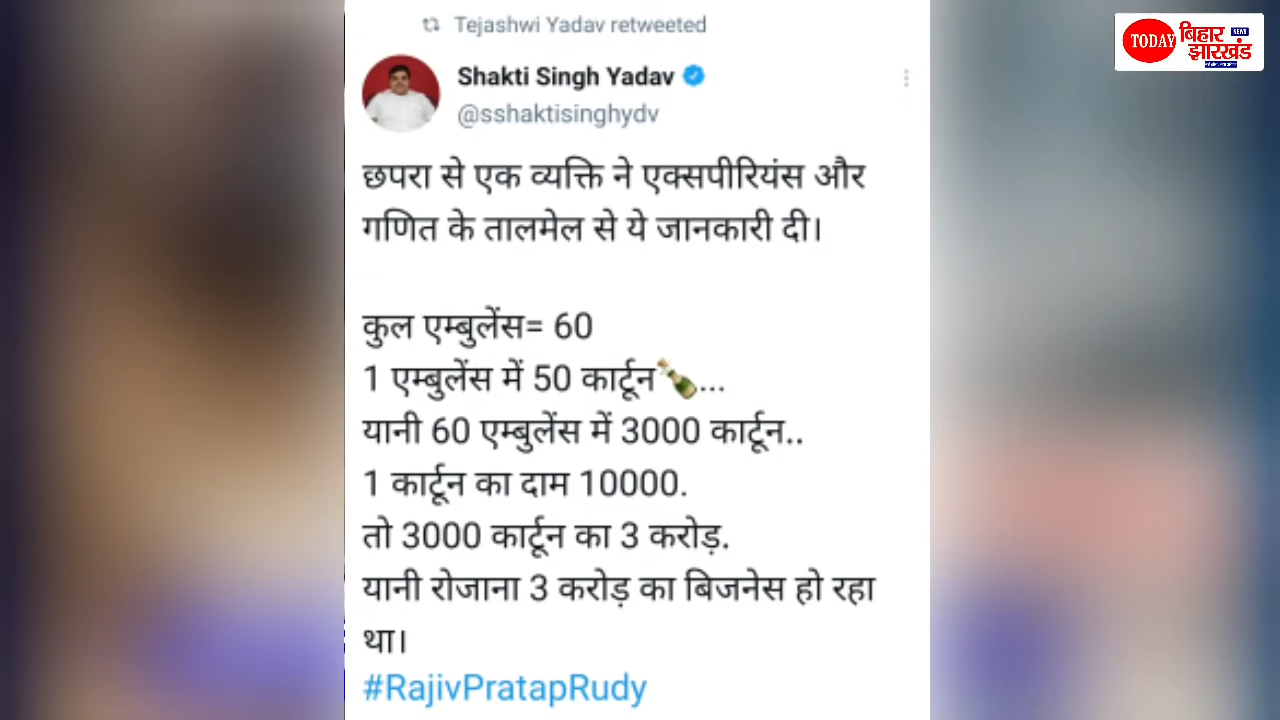 Tejashwi Yadav retweeted
Shakti Singh Yadav
@sshaktisinghydv
छपरा से एक व्यक्ति ने एक्सपीरियंस और
गणित के तालमेल से ये जानकारी दी।
कुल एम्बुलेंस= 60
1 एम्बुलेंस में 50 कार्टून🍾...
यानी 60 एम्बुलेंस में 3000 कार्टून..
1 कार्टून का दाम 10000.
तो 3000 कार्टून का 3 करोड़.
यानी रोजाना 3 करोड़ का बिजनेस हो रहा
था।
#RajivPratapRudy
TODAY बिहार NEWS
झारखंड